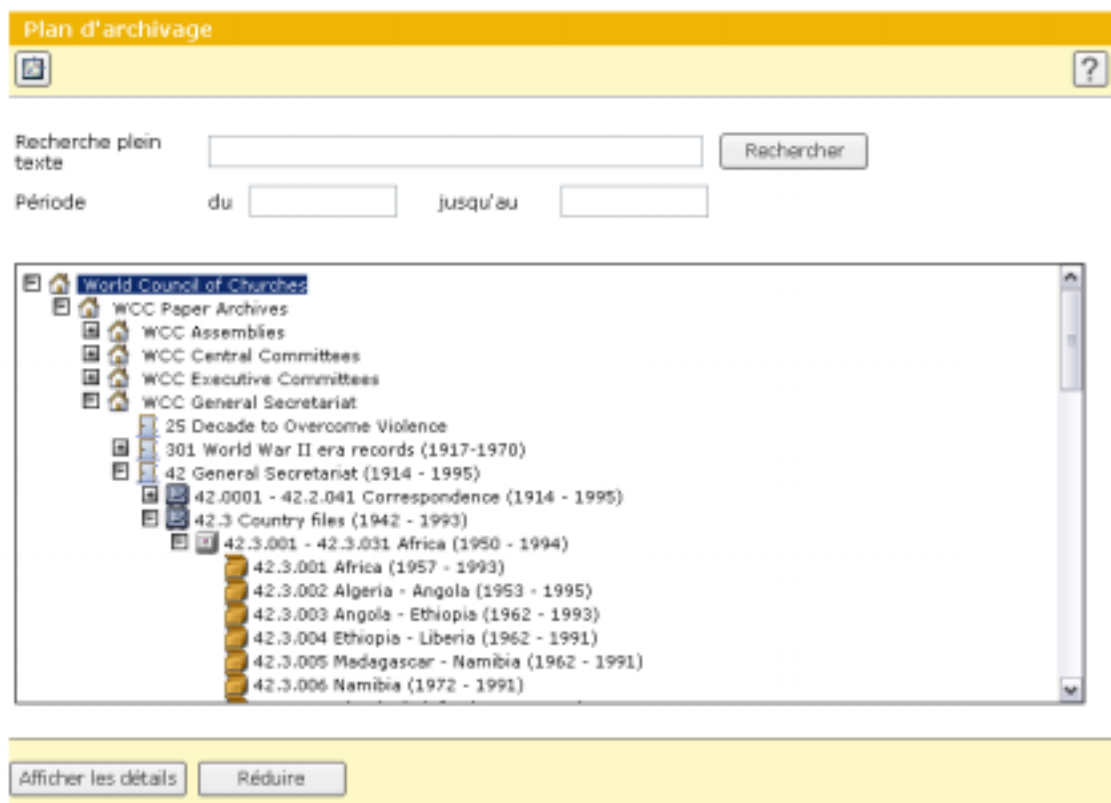 Plan d'archivage
?
Recherche plein
texte
Rechercher
Période du jusqu'au
World Council of Churches
WCC Paper Archives
WCC Assemblies
WCC Central Committees
WCC Executive Committees
WCC General Secretariat
25 Decade to Overcome Violence
301 World War II era records (1917-1970)
42 General Secretariat (1914 - 1995)
42.0001 - 42.2.041 Correspondence (1914 - 1995)
42.3 Country files (1942 - 1993)
42.3.001 - 42.3.031 Africa (1950 - 1994)
42.3.001 Africa (1957 - 1993)
42.3.002 Algeria - Angola (1953 - 1995)
42.3.003 Angola - Ethiopia (1962 - 1993)
42.3.004 Ethiopia - Liberia (1962 - 1991)
42.3.005 Madagascar - Namibia (1962 - 1991)
42.3.006 Namibia (1972 - 1991)
Afficher les détails Réduire